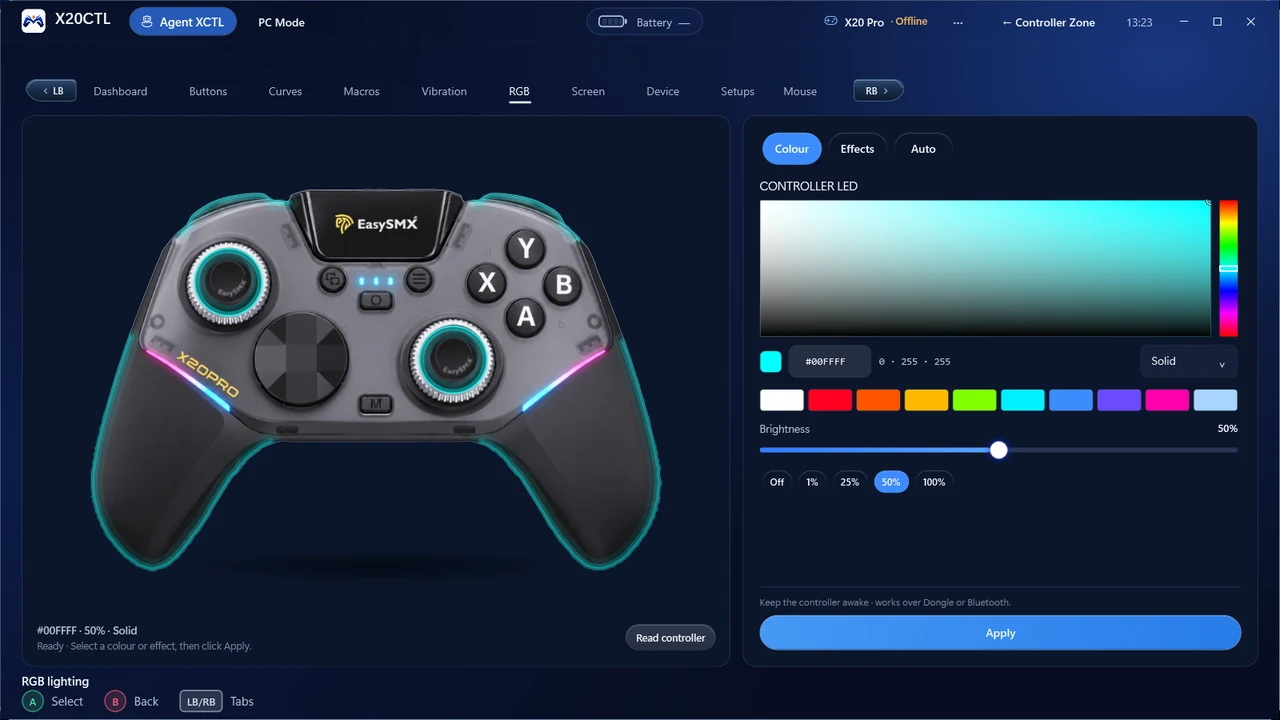 X20CTL
Agent XCTL
PC Mode
Battery —
X20 Pro · Offline
...
← Controller Zone
13:23
‹ LB
Dashboard
Buttons
Curves
Macros
Vibration
RGB
Screen
Device
Setups
Mouse
RB ›
EasySMX
Y
X
B
A
EasySMX
EasySMX
X20PRO
M
#00FFFF · 50% · Solid
Ready · Select a colour or effect, then click Apply.
Read controller
Colour
Effects
Auto
CONTROLLER LED
#00FFFF
0 · 255 · 255
Solid
Brightness
50%
Off
1%
25%
50%
100%
Keep the controller awake · works over Dongle or Bluetooth.
Apply
RGB lighting
A Select
B Back
LB/RB Tabs